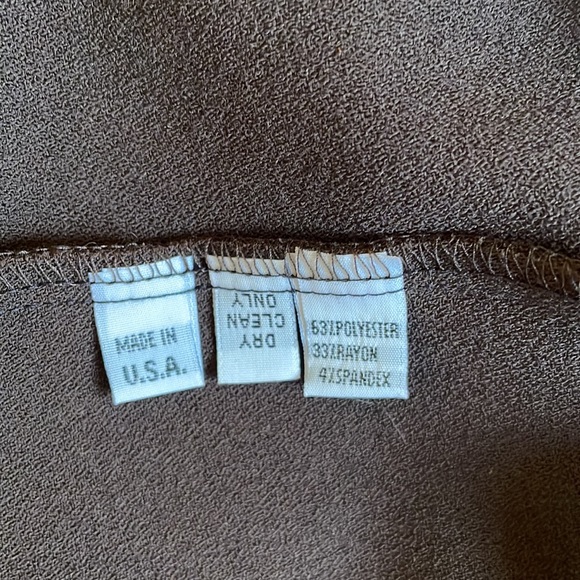 MADE IN
U.S.A.
DRY
CLEAN
ONLY
63%POLYESTER
33%RAYON
4%SPANDEX